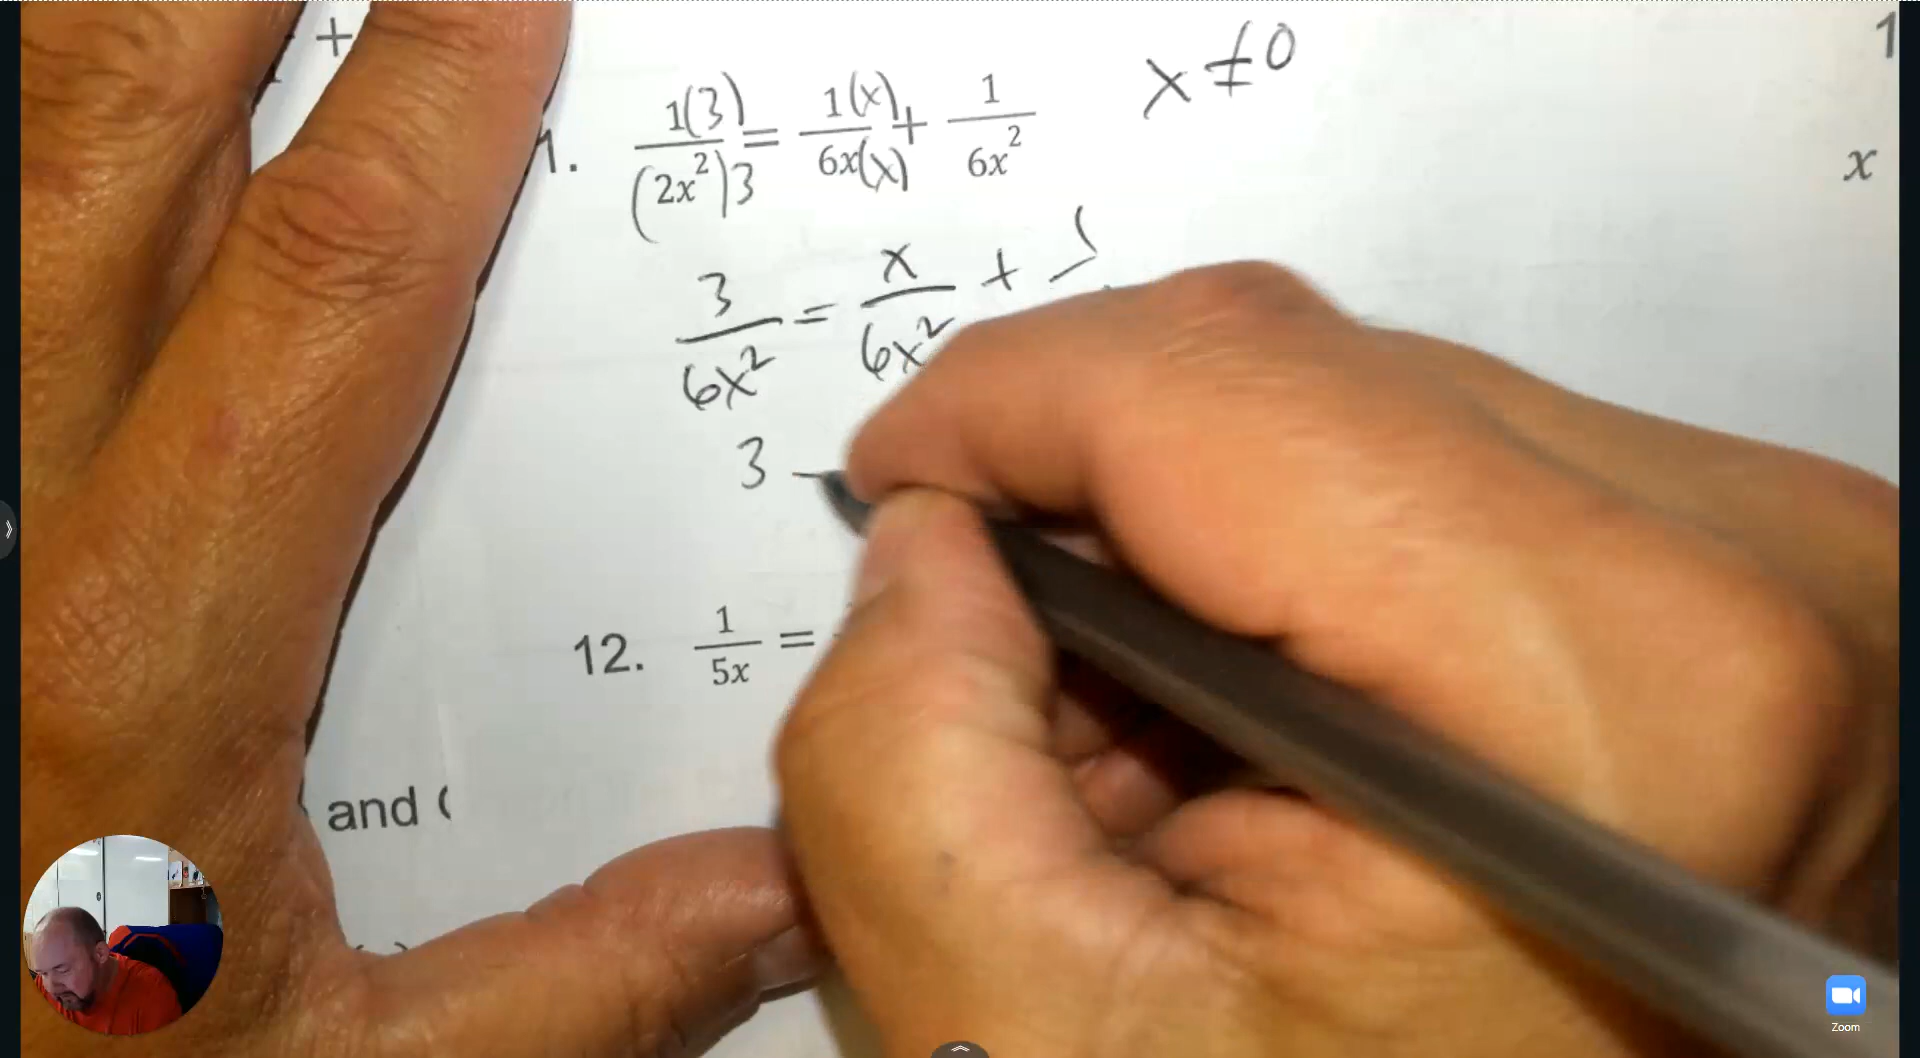 +
1
x ≠ 0
1. 1(3)/(2x²)3 = 1(x)/6x(x) + 1/6x²
x
3/6x² = x/6x² +
3
12. 1/5x =
and (
Zoom